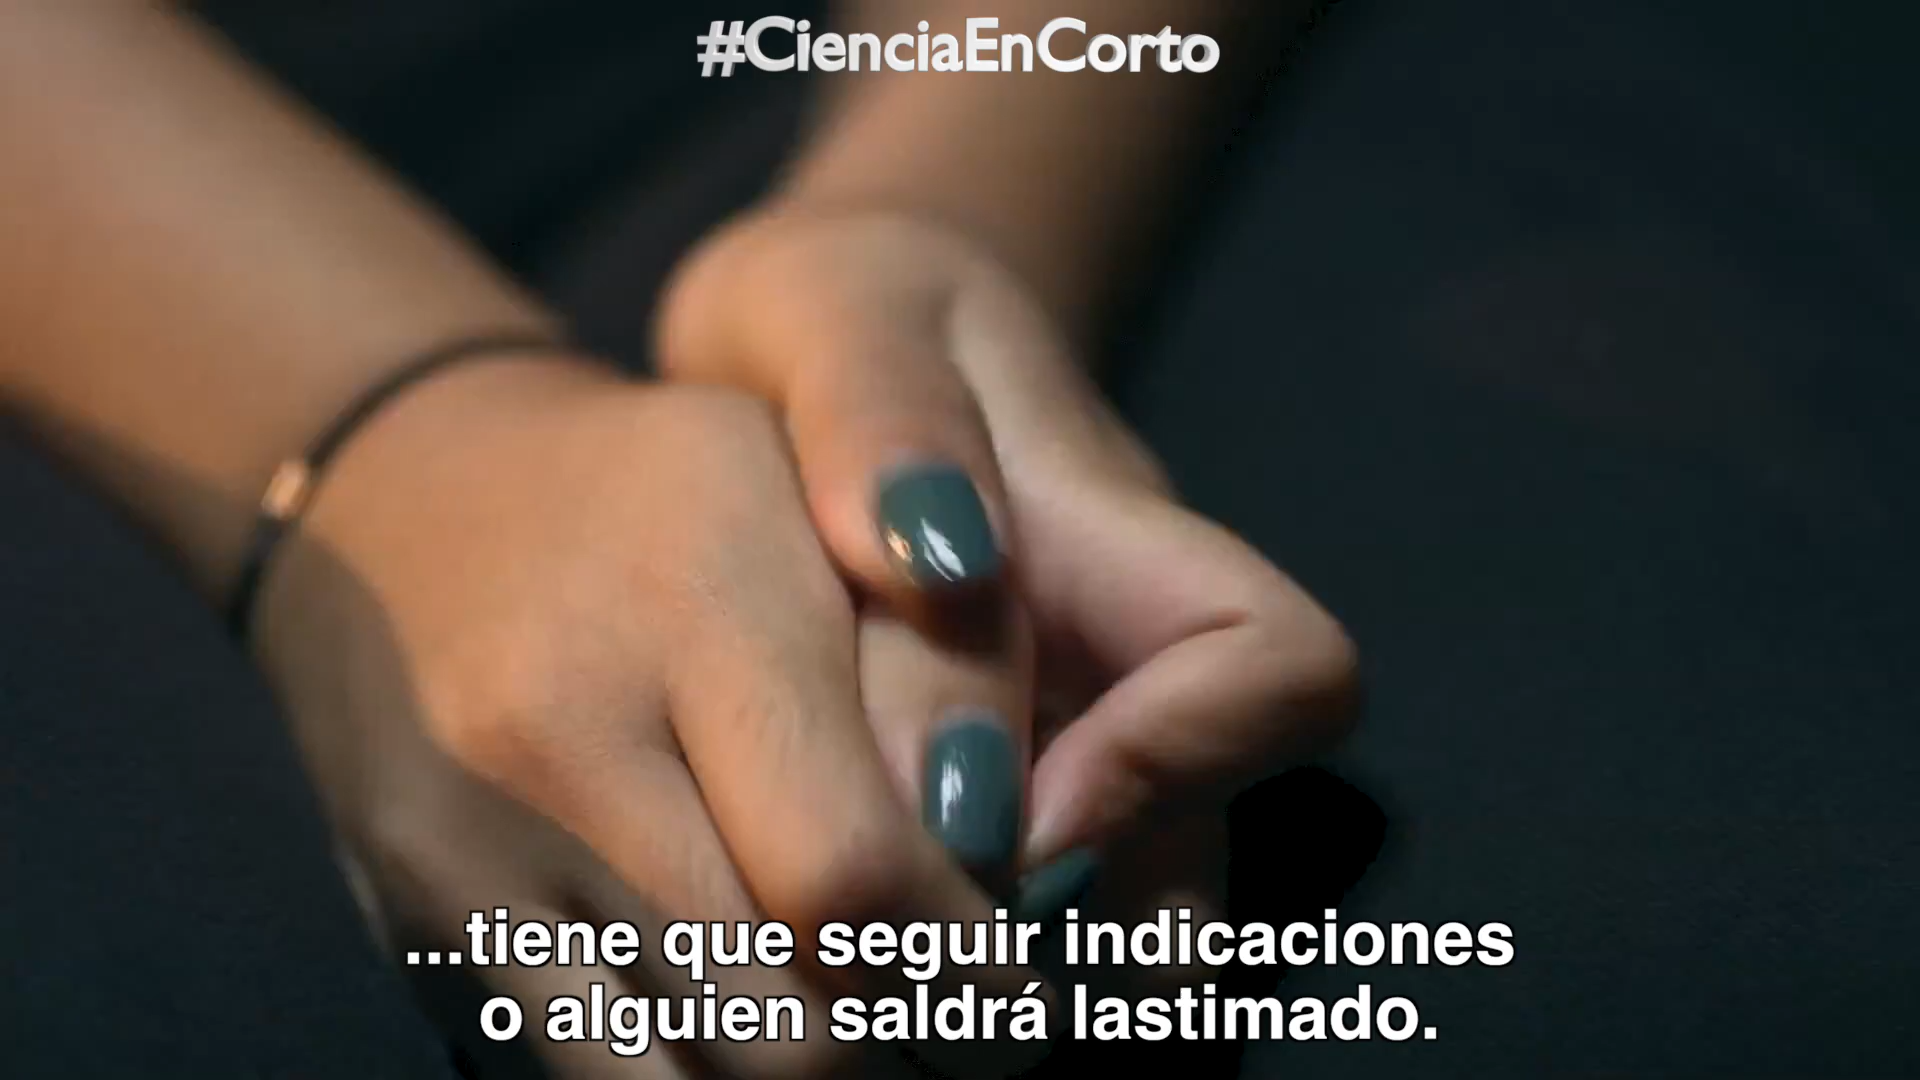 #CienciaEnCorto
...tiene que seguir indicaciones
o alguien saldrá lastimado.